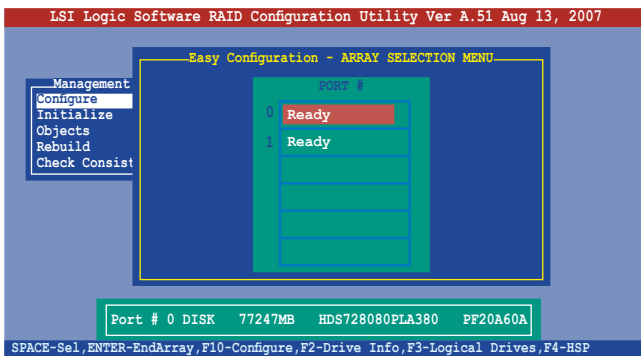 LSI Logic Software RAID Configuration Utility Ver A.51 Aug 13, 2007
Easy Configuration - ARRAY SELECTION MENU
Management
Configure
Initialize
Objects
Rebuild
Check Consist
PORT #
0 Ready
1 Ready
Port # 0 DISK 77247MB HDS728080PLA380 PF20A60A
SPACE-Sel,ENTER-EndArray,F10-Configure,F2-Drive Info,F3-Logical Drives,F4-HSP